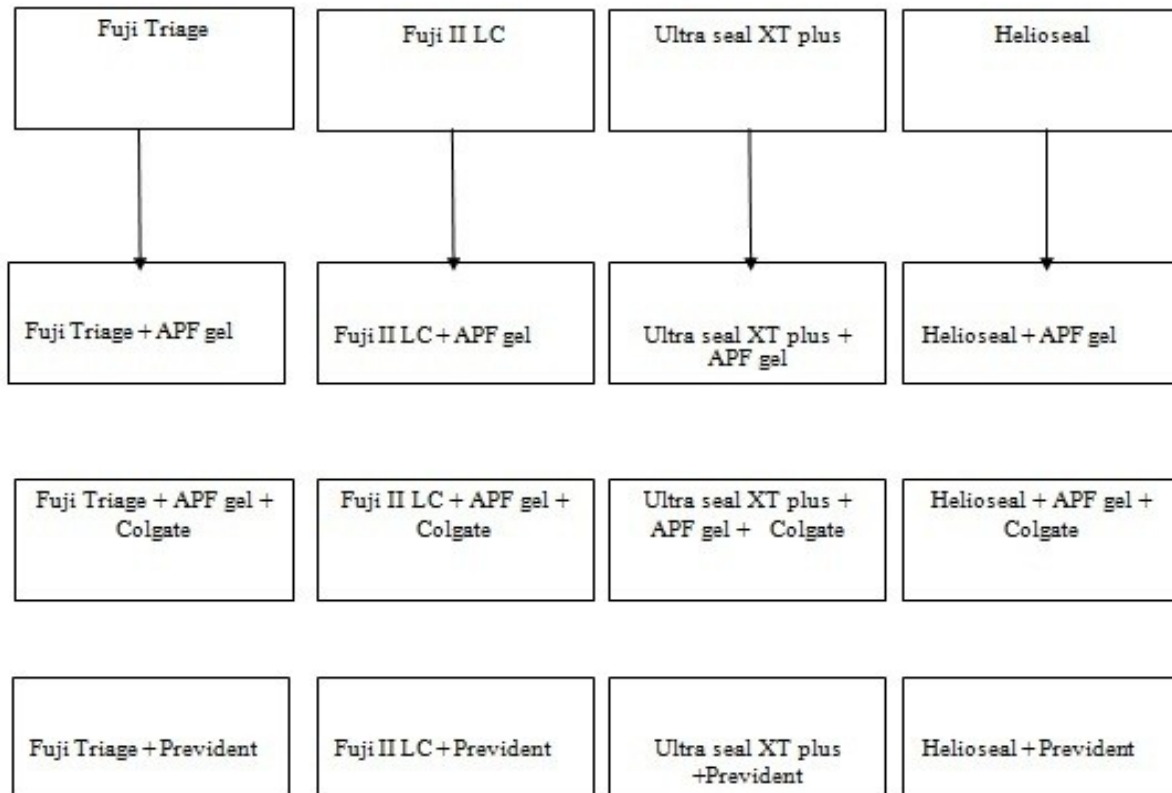 Fuji Triage
Fuji II LC
Ultra seal XT plus
Helioseal
Fuji Triage + APF gel
Fuji II LC + APF gel
Ultra seal XT plus +
APF gel
Helioseal + APF gel
Fuji Triage + APF gel +
Colgate
Fuji II LC + APF gel +
Colgate
Ultra seal XT plus +
APF gel + Colgate
Helioseal + APF gel +
Colgate
Fuji Triage + Prevident
Fuji II LC + Prevident
Ultra seal XT plus
+Prevident
Helioseal + Prevident